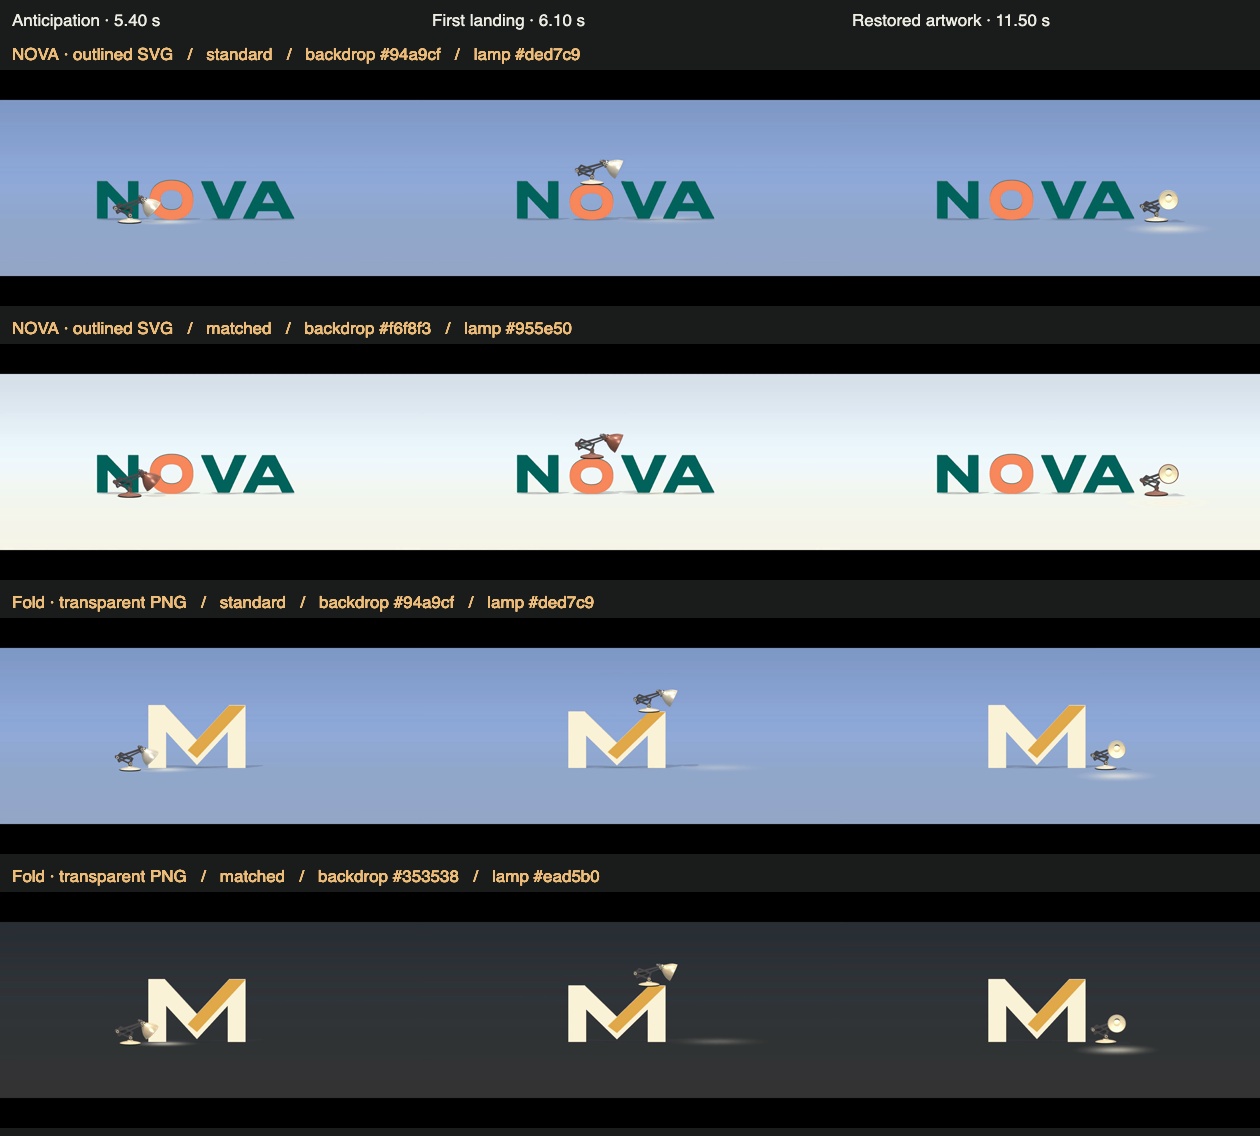 Anticipation · 5.40 s First landing · 6.10 s Restored artwork · 11.50 s
NOVA · outlined SVG / standard / backdrop #94a9cf / lamp #ded7c9
NOVA NOVA NOVA
NOVA · outlined SVG / matched / backdrop #f6f8f3 / lamp #955e50
NOVA NOVA NOVA
Fold · transparent PNG / standard / backdrop #94a9cf / lamp #ded7c9
M M M
Fold · transparent PNG / matched / backdrop #353538 / lamp #ead5b0
M M M